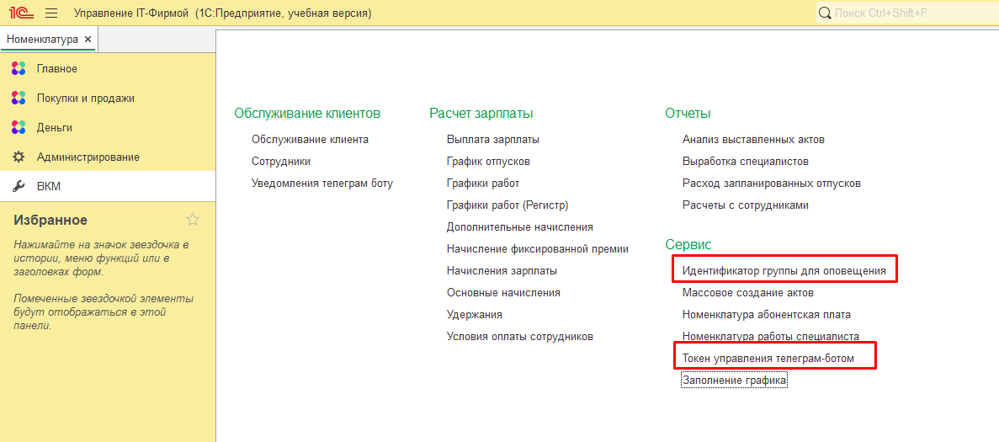 1С Управление IT-Фирмой (1С:Предприятие, учебная версия) Поиск Ctrl+Shift+F
Номенклатура ×
Главное
Покупки и продажи
Деньги
Администрирование
ВКМ
Избранное
Нажимайте на значок звездочка в
истории, меню функций или в
заголовках форм.
Помеченные звездочкой элементы
будут отображаться в этой
панели.
Обслуживание клиентов
Обслуживание клиента
Сотрудники
Уведомления телеграм боту
Расчет зарплаты
Выплата зарплаты
График отпусков
Графики работ
Графики работ (Регистр)
Дополнительные начисления
Начисление фиксированной премии
Начисления зарплаты
Основные начисления
Удержания
Условия оплаты сотрудников
Отчеты
Анализ выставленных актов
Выработка специалистов
Расход запланированных отпусков
Расчеты с сотрудниками
Сервис
Идентификатор группы для оповещения
Массовое создание актов
Номенклатура абонентская плата
Номенклатура работы специалиста
Токен управления телеграм-ботом
Заполнение графика